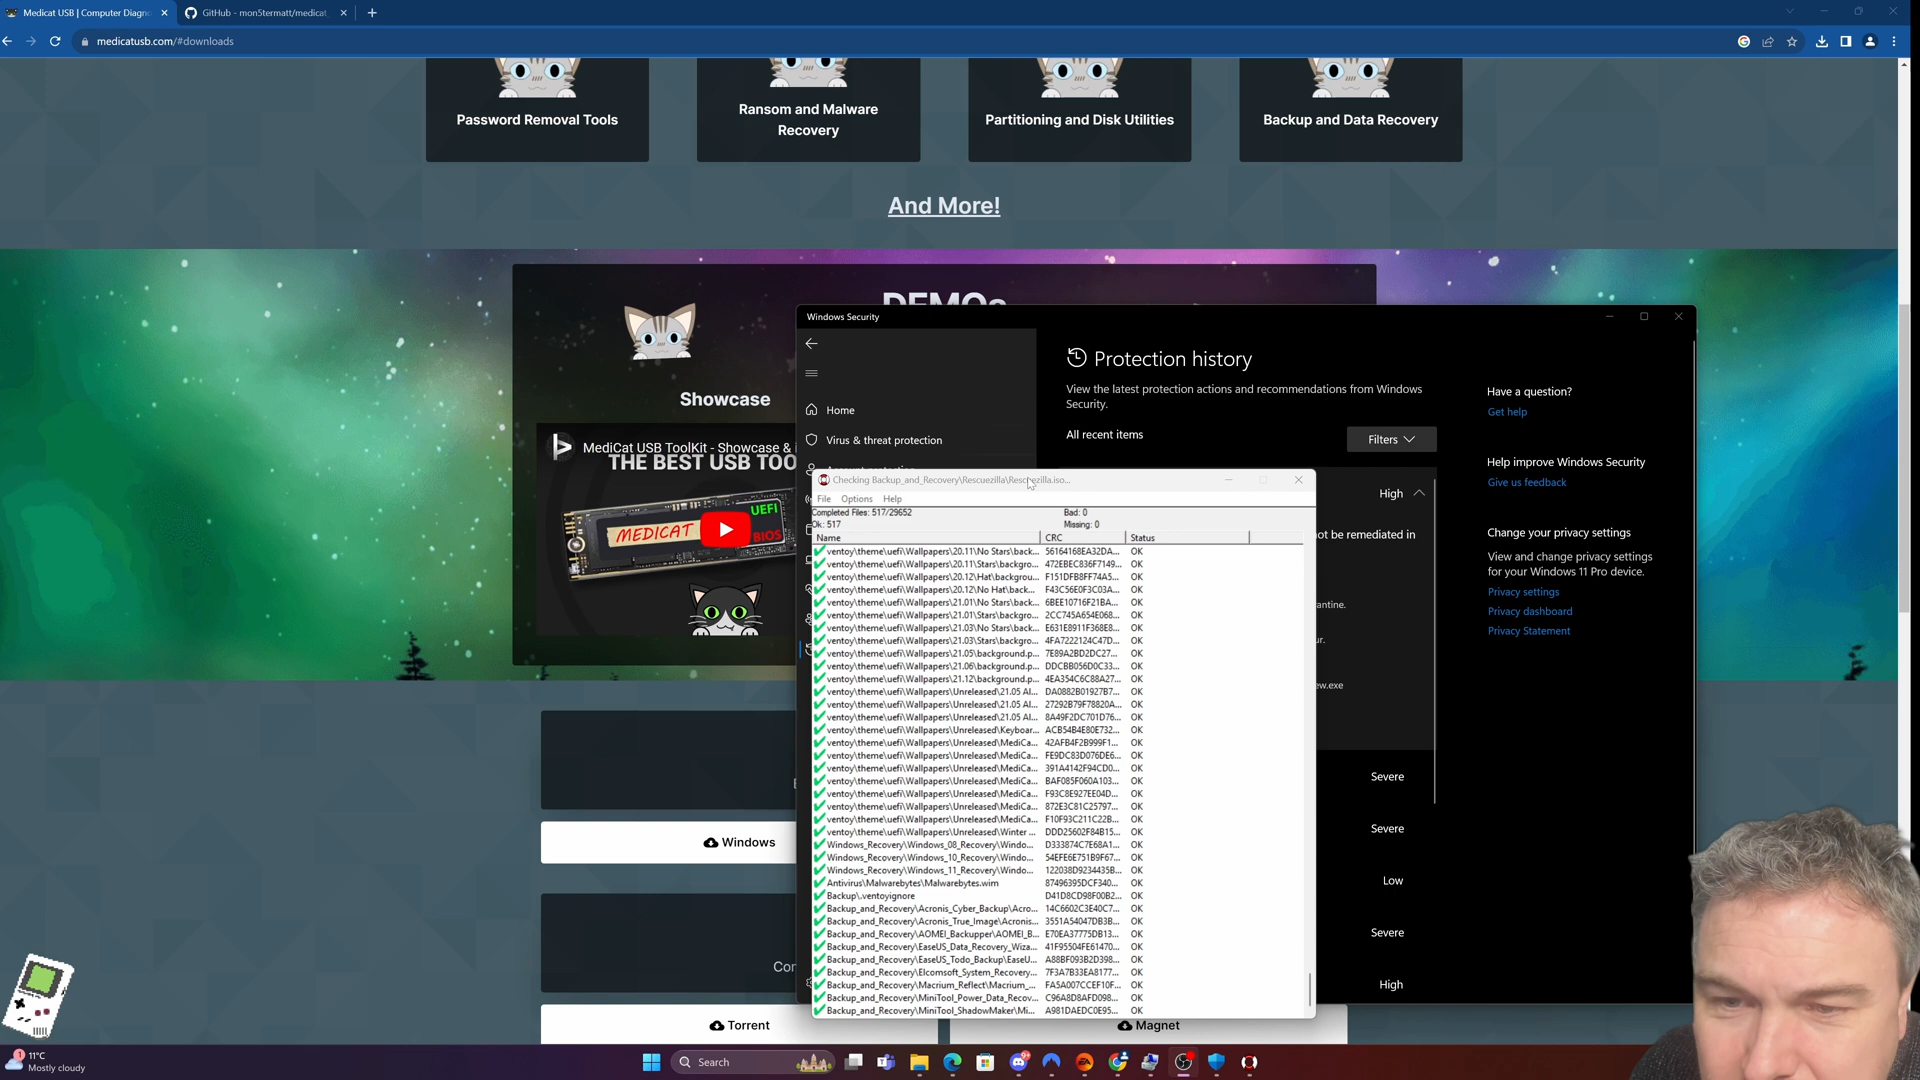 Medicat USB | Computer Diagno
GitHub - mon5termatt/medicat
medicatusb.com/#downloads
Password Removal Tools
Ransom and Malware
Recovery
Partitioning and Disk Utilities
Backup and Data Recovery
And More!
DEMOs
Showcase
MediCat USB ToolKit - Showcase & i
THE BEST USB TOO
MEDICAT
UEFI
BIOS
Windows Security
Home
Virus & threat protection
Protection history
View the latest protection actions and recommendations from Windows
Security.
All recent items
Filters
High
ot be remediated in
antine.
ur.
ew.exe
Severe
Severe
Low
Severe
High
Have a question?
Get help
Help improve Windows Security
Give us feedback
Change your privacy settings
View and change privacy settings
for your Windows 11 Pro device.
Privacy settings
Privacy dashboard
Privacy Statement
Checking Backup_and_Recovery\Rescuezilla\Rescuezilla.iso...
File Options Help
Completed Files: 517/29652 Bad: 0
Ok: 517 Missing: 0
Name CRC Status
ventoy\theme\uefi\Wallpapers\20.11\No Stars\back... 56164168EA32DA... OK
ventoy\theme\uefi\Wallpapers\20.11\Stars\backgro... 472EBEC836F7149... OK
ventoy\theme\uefi\Wallpapers\20.12\Hat\backgrou... F151DFB8FF74A5... OK
ventoy\theme\uefi\Wallpapers\20.12\No Hat\back... F43C56E0F3C03A... OK
ventoy\theme\uefi\Wallpapers\21.01\No Stars\back... 6BEE10716F21BA... OK
ventoy\theme\uefi\Wallpapers\21.01\Stars\backgro... 2CC745A654E068... OK
ventoy\theme\uefi\Wallpapers\21.03\No Stars\back... E631E8911F368E8... OK
ventoy\theme\uefi\Wallpapers\21.03\Stars\backgro... 4FA7222124C47D... OK
ventoy\theme\uefi\Wallpapers\21.05\background.p... 7E89A2BD2DC27... OK
ventoy\theme\uefi\Wallpapers\21.06\background.p... DDCBB056D0C33... OK
ventoy\theme\uefi\Wallpapers\21.12\background.p... 4EA354C6C88A27... OK
ventoy\theme\uefi\Wallpapers\Unreleased\21.05 Al... DA0882B01927B7... OK
ventoy\theme\uefi\Wallpapers\Unreleased\21.05 Al... 27292B79F78820A... OK
ventoy\theme\uefi\Wallpapers\Unreleased\21.05 Al... 8A49F2DC701D76... OK
ventoy\theme\uefi\Wallpapers\Unreleased\Keyboar... ACB54B4E80E732... OK
ventoy\theme\uefi\Wallpapers\Unreleased\MediCa... 42AFB4F2B999F1... OK
ventoy\theme\uefi\Wallpapers\Unreleased\MediCa... FE9DC83D076DE6... OK
ventoy\theme\uefi\Wallpapers\Unreleased\MediCa... 391A4142F94CD0... OK
ventoy\theme\uefi\Wallpapers\Unreleased\MediCa... BAF085F060A103... OK
ventoy\theme\uefi\Wallpapers\Unreleased\MediCa... F93C8E927EE04D... OK
ventoy\theme\uefi\Wallpapers\Unreleased\MediCa... 872E3C81C25797... OK
ventoy\theme\uefi\Wallpapers\Unreleased\MediCa... F10F93C211C22B... OK
ventoy\theme\uefi\Wallpapers\Unreleased\Winter ... DDD25602F84B15... OK
Windows_Recovery\Windows_08_Recovery\Windo... D333874C7E68A1... OK
Windows_Recovery\Windows_10_Recovery\Windo... 54EFE6E751B9F67... OK
Windows_Recovery\Windows_11_Recovery\Windo... 122038D9234435B... OK
Antivirus\Malwarebytes\Malwarebytes.wim 87496395DCF340... OK
Backup\.ventoyignore D41D8CD98F00B2... OK
Backup_and_Recovery\Acronis_Cyber_Backup\Acro... 14C6602C3E40C7... OK
Backup_and_Recovery\Acronis_True_Image\Acronis... 3551A54047DB3B... OK
Backup_and_Recovery\AOMEI_Backupper\AOMEI_B... E70EA37775DB13... OK
Backup_and_Recovery\EaseUS_Data_Recovery_Wiza... 41F95504FE61470... OK
Backup_and_Recovery\EaseUS_Todo_Backup\EaseU... A88BF093B2D398... OK
Backup_and_Recovery\Elcomsoft_System_Recovery... 7F3A7B33EA8177... OK
Backup_and_Recovery\Macrium_Reflect\Macrium_... FA5A007CCEF10F... OK
Backup_and_Recovery\MiniTool_Power_Data_Recov... C96A8D8AFD098... OK
Backup_and_Recovery\MiniTool_ShadowMaker\Mi... A981DAEDC0E95... OK
Windows
Torrent
Magnet
11°C
Mostly cloudy
Search